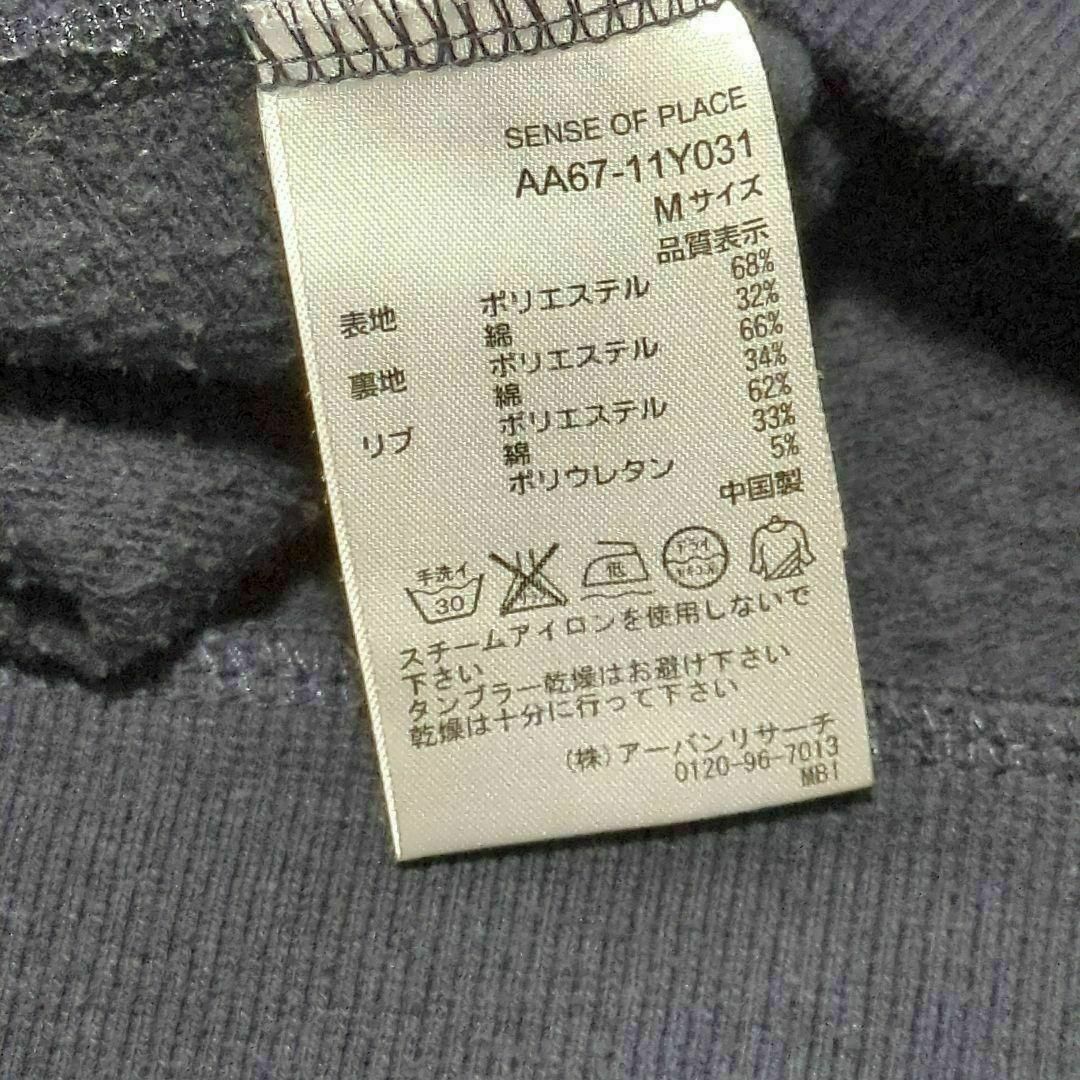 SENSE OF PLACE
AA67-11Y031
Mサイズ
品質表示
表地 ポリエステル 68%
綿 32%
裏地 ポリエステル 66%
綿 34%
リブ ポリエステル 62%
綿 33%
ポリウレタン 5%
中国製
手洗イ 30 低 ドライ
スチームアイロンを使用しないで
下さい
タンブラー乾燥はお避け下さい
乾燥は十分に行って下さい
(株)アーバンリサーチ
0120-96-7013
MB1